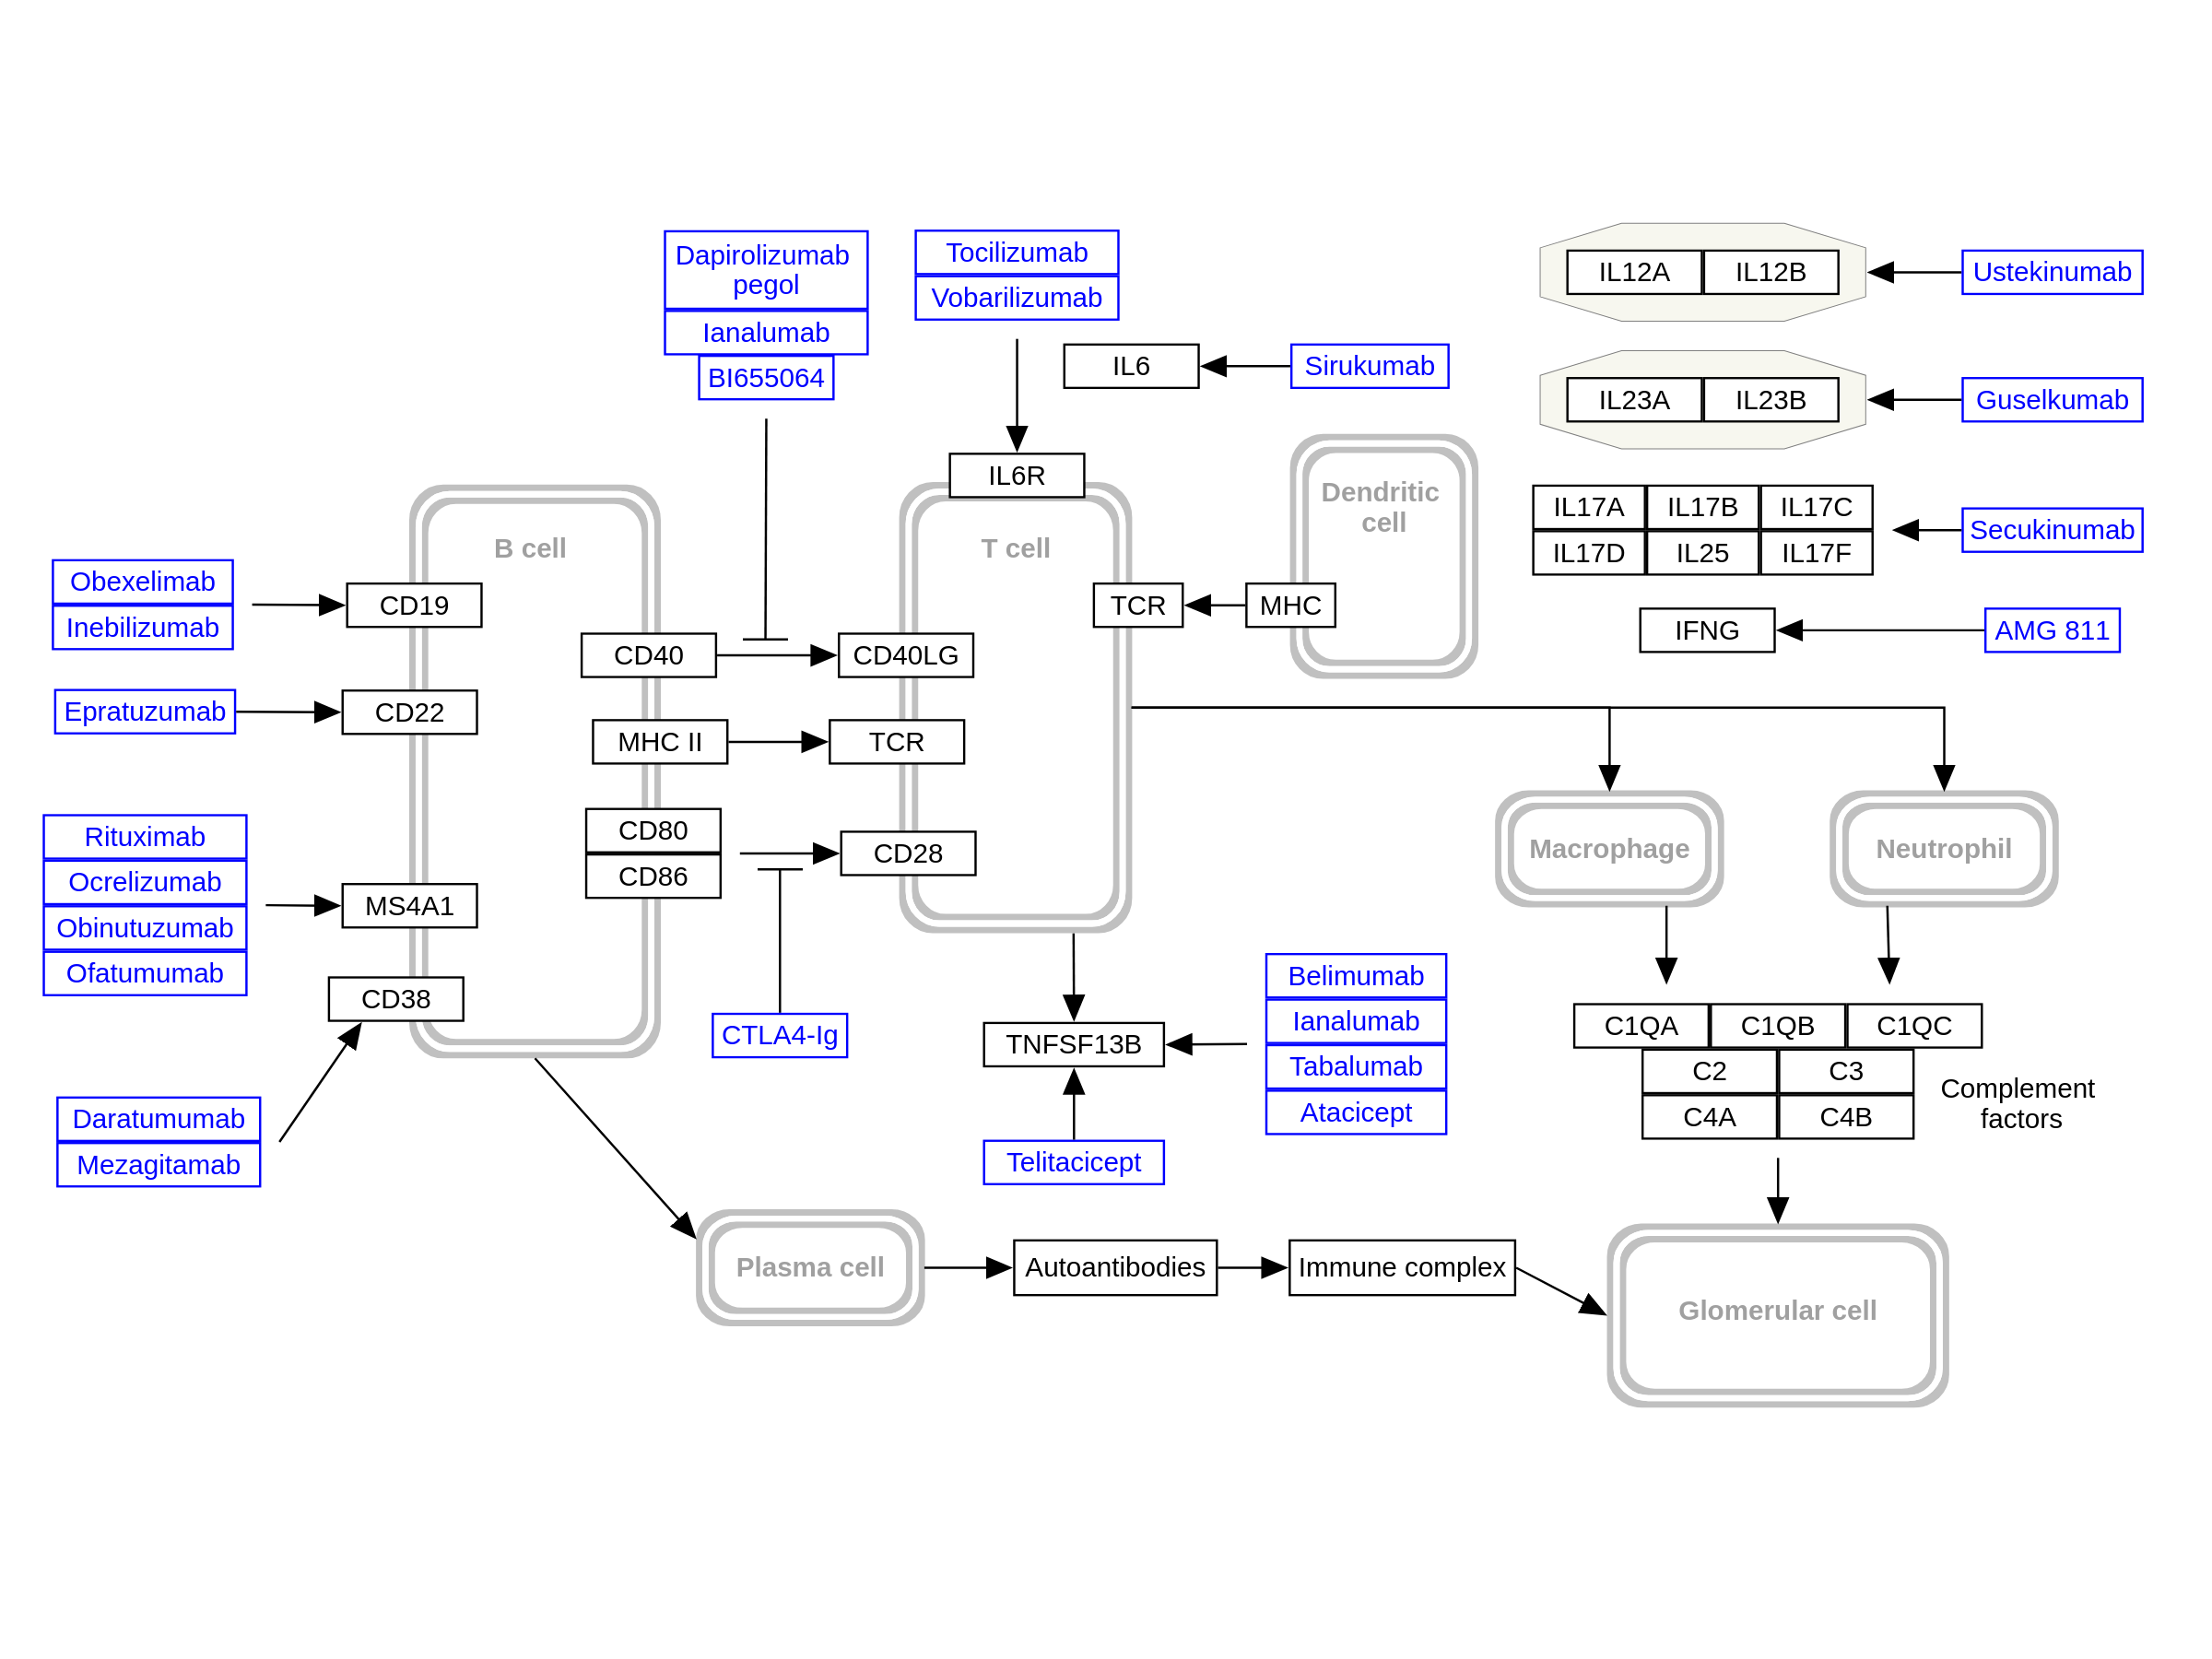 Dapirolizumab
pegol
Ianalumab
BI655064
Tocilizumab
Vobarilizumab
IL6
Sirukumab
IL12A
IL12B
Ustekinumab
IL23A
IL23B
Guselkumab
IL6R
Dendritic
cell
IL17A
IL17B
IL17C
IL17D
IL25
IL17F
Secukinumab
B cell
T cell
Obexelimab
Inebilizumab
CD19
TCR
MHC
IFNG
AMG 811
CD40
CD40LG
Epratuzumab
CD22
MHC II
TCR
Rituximab
Ocrelizumab
Obinutuzumab
Ofatumumab
MS4A1
CD80
CD86
CD28
Macrophage
Neutrophil
CD38
CTLA4-Ig
TNFSF13B
Belimumab
Ianalumab
Tabalumab
Atacicept
Telitacicept
C1QA
C1QB
C1QC
C2
C3
C4A
C4B
Complement
factors
Daratumumab
Mezagitamab
Plasma cell
Autoantibodies
Immune complex
Glomerular cell